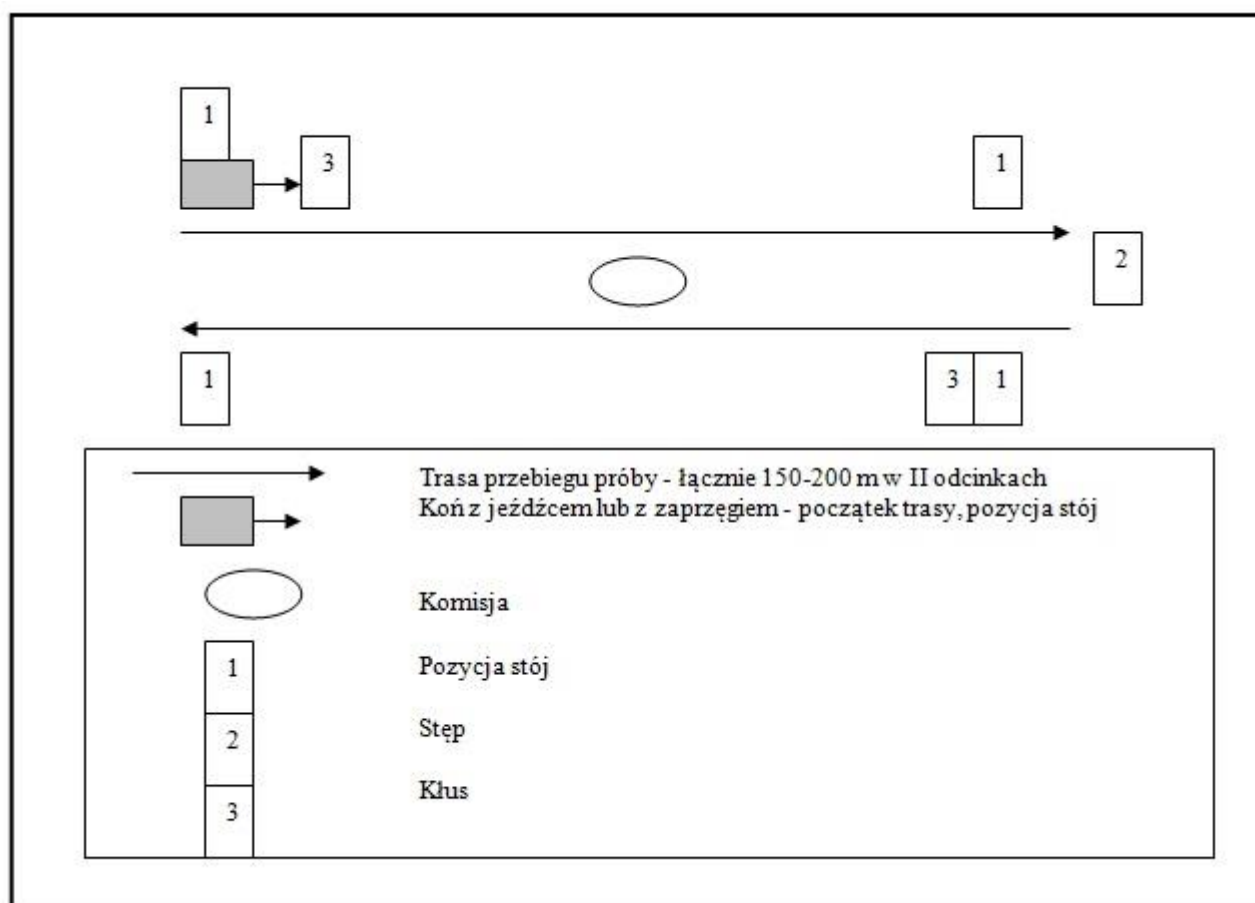 1
3
1
2
1
3 1
Trasa przebiegu próby - łącznie 150-200 m w II odcinkach
Koń z jeźdźcem lub z zaprzęgiem - początek trasy, pozycja stój
Komisja
1 Pozycja stój
2 Stęp
3 Kłus